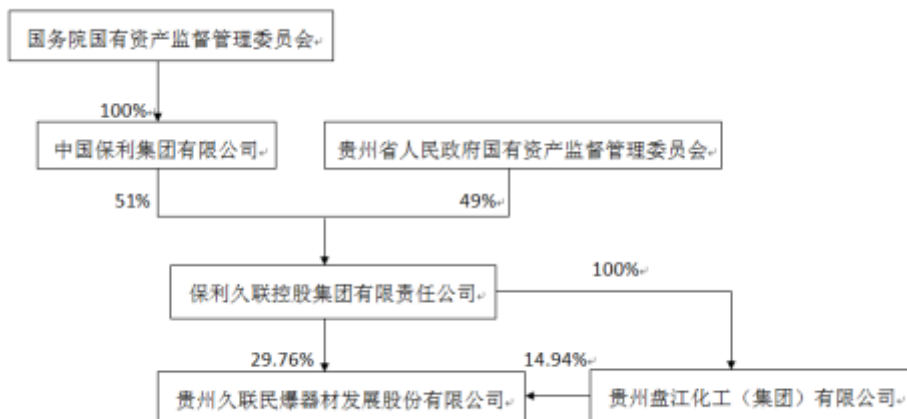 国务院国有资产监督管理委员会
100%
中国保利集团有限公司
贵州省人民政府国有资产监督管理委员会
51%
49%
保利久联控股集团有限责任公司
100%
29.76%
14.94%
贵州久联民爆器材发展股份有限公司
贵州盘江化工（集团）有限公司